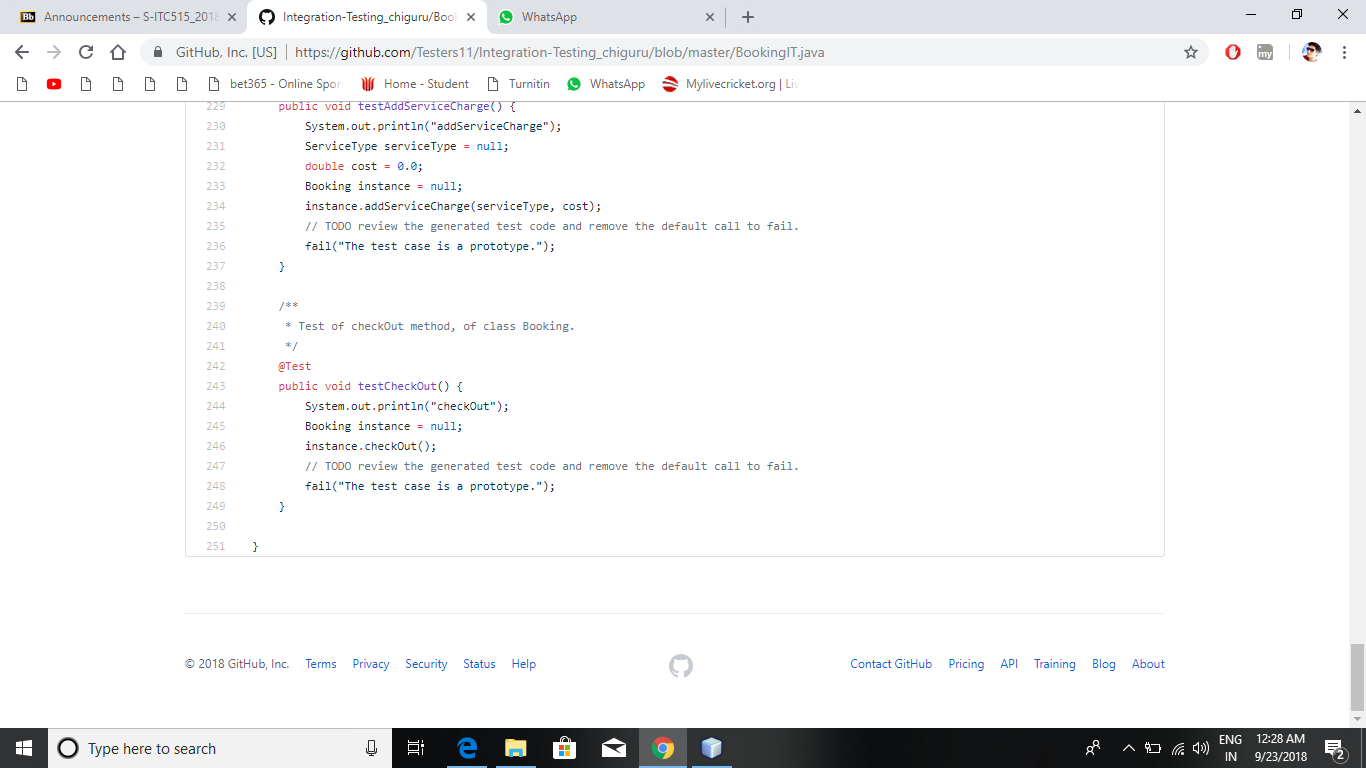 Bb Announcements – S-ITC515_2018
Integration-Testing_chiguru/Book
WhatsApp
GitHub, Inc. [US] | https://github.com/Testers11/Integration-Testing_chiguru/blob/master/BookingIT.java
my
bet365 - Online Spor
Home - Student
Turnitin
WhatsApp
Mylivecricket.org | Liv
229 public void testAddServiceCharge() {
230 System.out.println("addServiceCharge");
231 ServiceType serviceType = null;
232 double cost = 0.0;
233 Booking instance = null;
234 instance.addServiceCharge(serviceType, cost);
235 // TODO review the generated test code and remove the default call to fail.
236 fail("The test case is a prototype.");
237 }
238
239 /**
240 * Test of checkOut method, of class Booking.
241 */
242 @Test
243 public void testCheckOut() {
244 System.out.println("checkOut");
245 Booking instance = null;
246 instance.checkOut();
247 // TODO review the generated test code and remove the default call to fail.
248 fail("The test case is a prototype.");
249 }
250
251 }
© 2018 GitHub, Inc. Terms Privacy Security Status Help
Contact GitHub Pricing API Training Blog About
Type here to search
ENG
IN
12:28 AM
9/23/2018
2